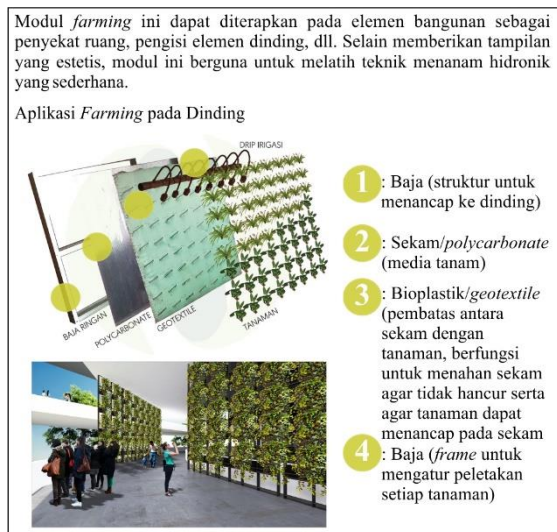 Modul farming ini dapat diterapkan pada elemen bangunan sebagai
penyekat ruang, pengisi elemen dinding, dll. Selain memberikan tampilan
yang estetis, modul ini berguna untuk melatih teknik menanam hidronik
yang sederhana.
Aplikasi Farming pada Dinding
DRIP IRIGASI
BAJA RINGAN
POLYCARBONATE
GEOTEXTILE
TANAMAN
1 : Baja (struktur untuk
menancap ke dinding)
2 : Sekam/polycarbonate
(media tanam)
3 : Bioplastik/geotextile
(pembatas antara
sekam dengan
tanaman, berfungsi
untuk menahan sekam
agar tidak hancur serta
agar tanaman dapat
menancap pada sekam
4 : Baja (frame untuk
mengatur peletakan
setiap tanaman)